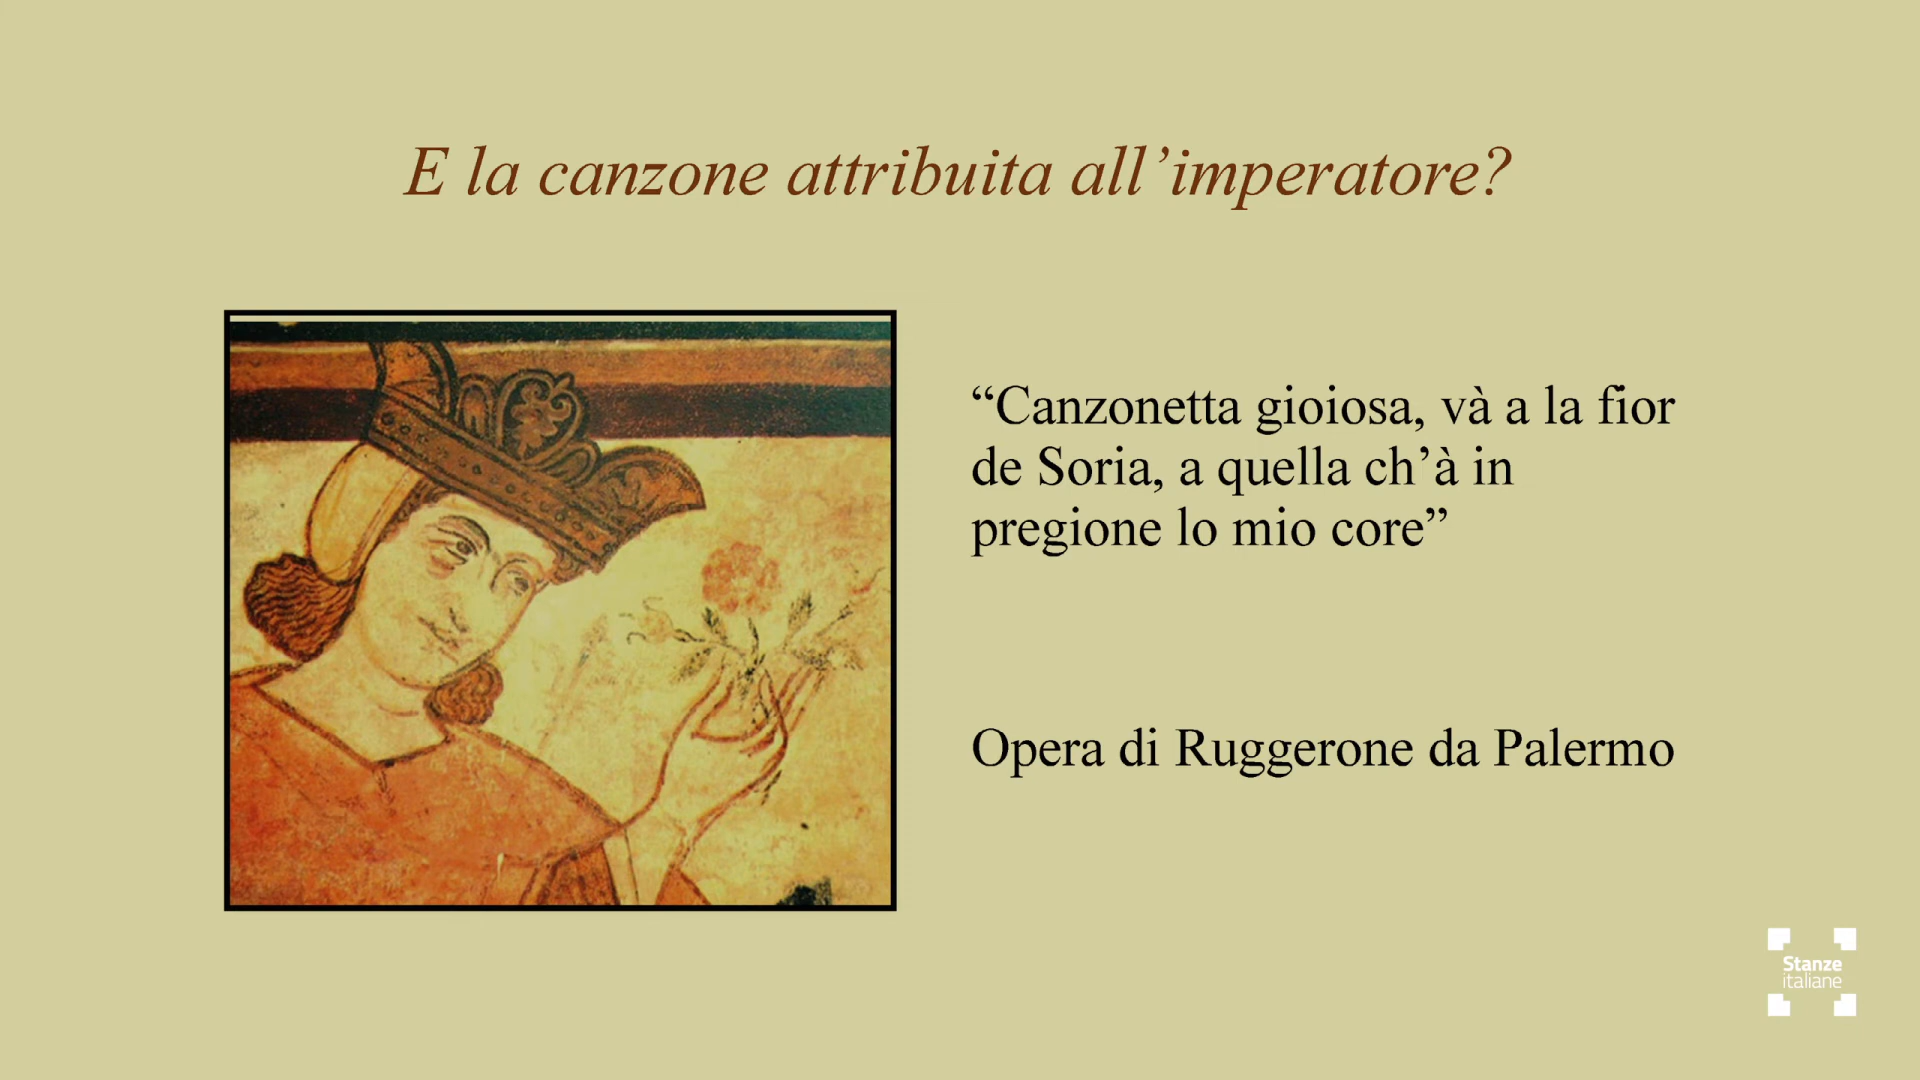 E la canzone attribuita all’imperatore?
“Canzonetta gioiosa, và a la fior
de Soria, a quella ch’à in
pregione lo mio core”
Opera di Ruggerone da Palermo
Stanze
italiane